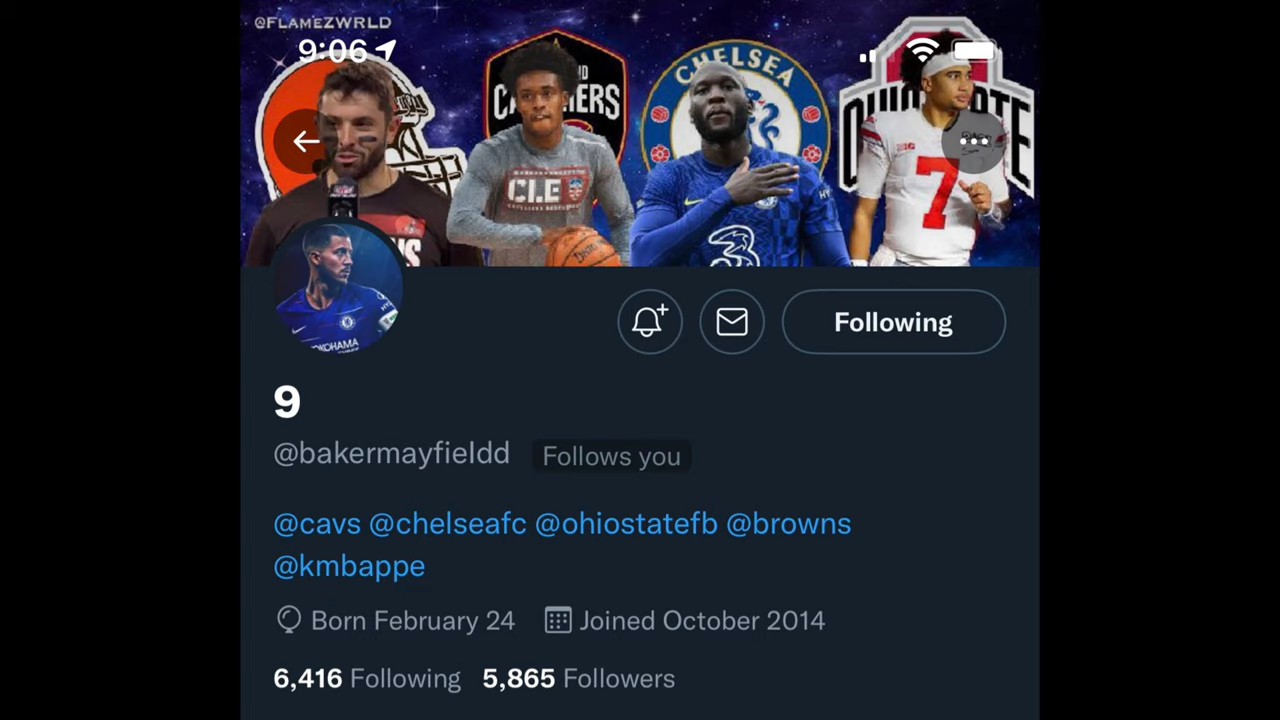 @FLAMEZWRLD
9:06
CHELSEA
CLE
7
3
9
Following
@bakermayfieldd Follows you
@cavs @chelseafc @ohiostatefb @browns
@kmbappe
Born February 24 Joined October 2014
6,416 Following 5,865 Followers